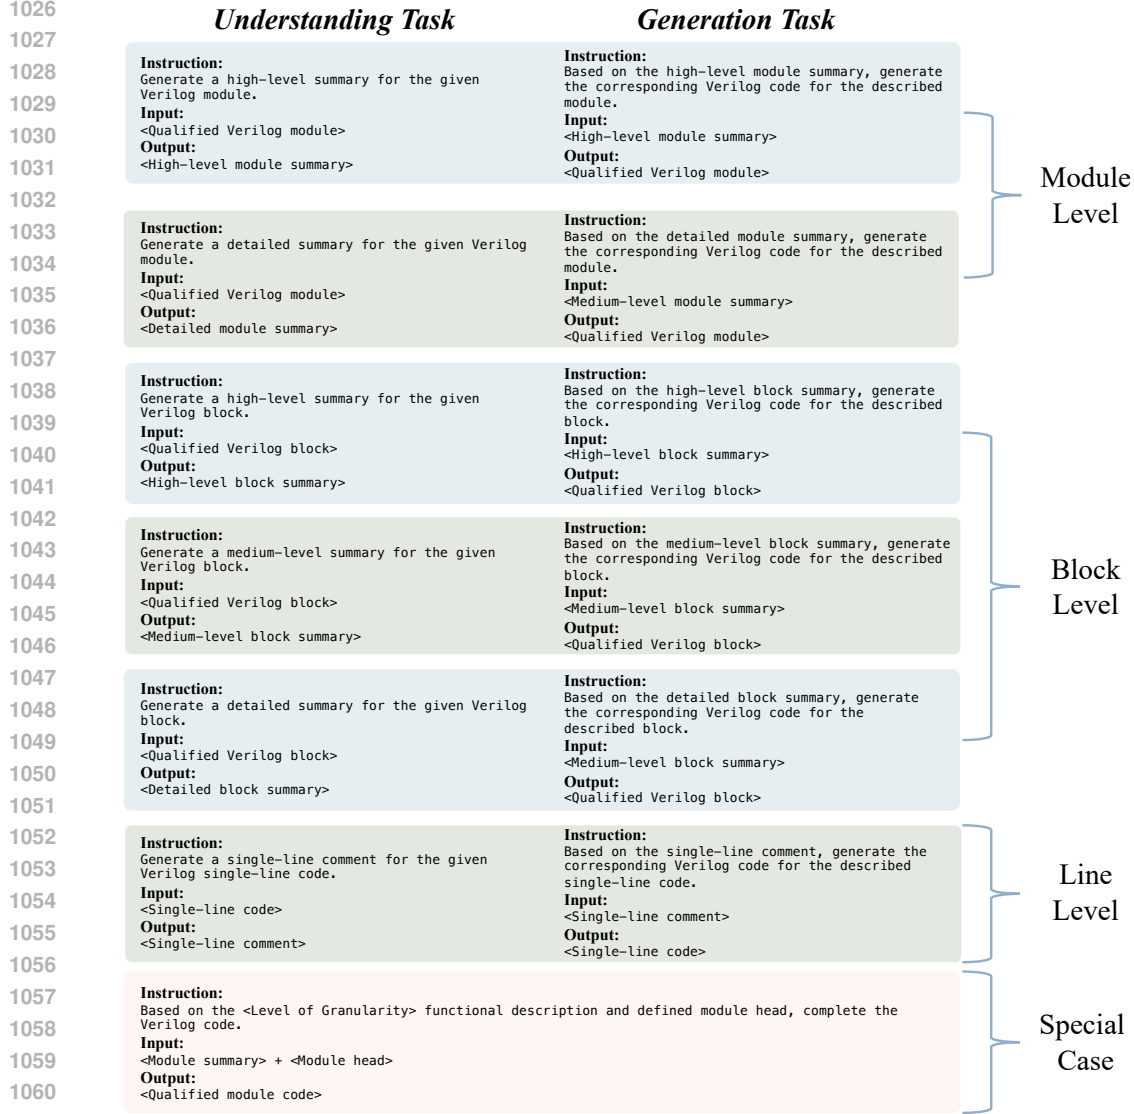 1026
1027
1028
1029
1030
1031
1032
1033
1034
1035
1036
1037
1038
1039
1040
1041
1042
1043
1044
1045
1046
1047
1048
1049
1050
1051
1052
1053
1054
1055
1056
1057
1058
1059
1060
Understanding Task
Generation Task
Instruction:
Generate a high-level summary for the given
Verilog module.
Input:
<Qualified Verilog module>
Output:
<High-level module summary>
Instruction:
Based on the high-level module summary, generate
the corresponding Verilog code for the described
module.
Input:
<High-level module summary>
Output:
<Qualified Verilog module>
Instruction:
Generate a detailed summary for the given Verilog
module.
Input:
<Qualified Verilog module>
Output:
<Detailed module summary>
Instruction:
Based on the detailed module summary, generate
the corresponding Verilog code for the described
module.
Input:
<Medium-level module summary>
Output:
<Qualified Verilog module>
Module
Level
Instruction:
Generate a high-level summary for the given
Verilog block.
Input:
<Qualified Verilog block>
Output:
<High-level block summary>
Instruction:
Based on the high-level block summary, generate
the corresponding Verilog code for the described
block.
Input:
<High-level block summary>
Output:
<Qualified Verilog block>
Instruction:
Generate a medium-level summary for the given
Verilog block.
Input:
<Qualified Verilog block>
Output:
<Medium-level block summary>
Instruction:
Based on the medium-level block summary, generate
the corresponding Verilog code for the described
block.
Input:
<Medium-level block summary>
Output:
<Qualified Verilog block>
Instruction:
Generate a detailed summary for the given Verilog
block.
Input:
<Qualified Verilog block>
Output:
<Detailed block summary>
Instruction:
Based on the detailed block summary, generate
the corresponding Verilog code for the
described block.
Input:
<Medium-level block summary>
Output:
<Qualified Verilog block>
Block
Level
Instruction:
Generate a single-line comment for the given
Verilog single-line code.
Input:
<Single-line code>
Output:
<Single-line comment>
Instruction:
Based on the single-line comment, generate the
corresponding Verilog code for the described
single-line code.
Input:
<Single-line comment>
Output:
<Single-line code>
Line
Level
Instruction:
Based on the <Level of Granularity> functional description and defined module head, complete the
Verilog code.
Input:
<Module summary> + <Module head>
Output:
<Qualified module code>
Special
Case